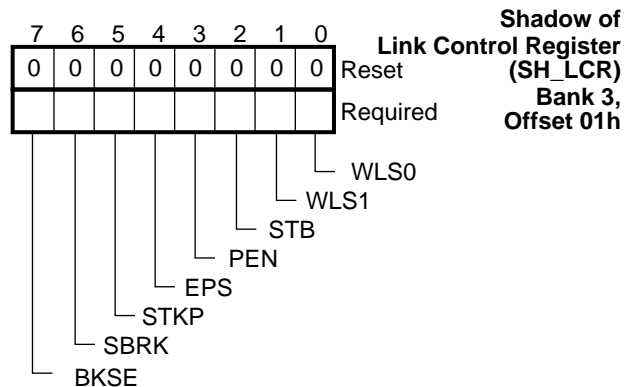 Shadow of
Link Control Register
(SH_LCR)
Bank 3,
Offset 01h
7 6 5 4 3 2 1 0
0 0 0 0 0 0 0 0 Reset
Required
WLS0
WLS1
STB
PEN
EPS
STKP
SBRK
BKSE